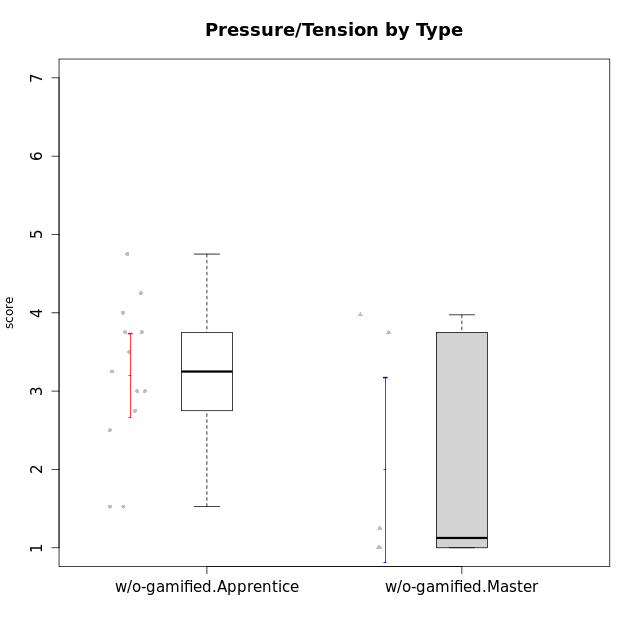 Pressure/Tension by Type
7
6
5
4
3
2
1
score
w/o-gamified.Apprentice
w/o-gamified.Master